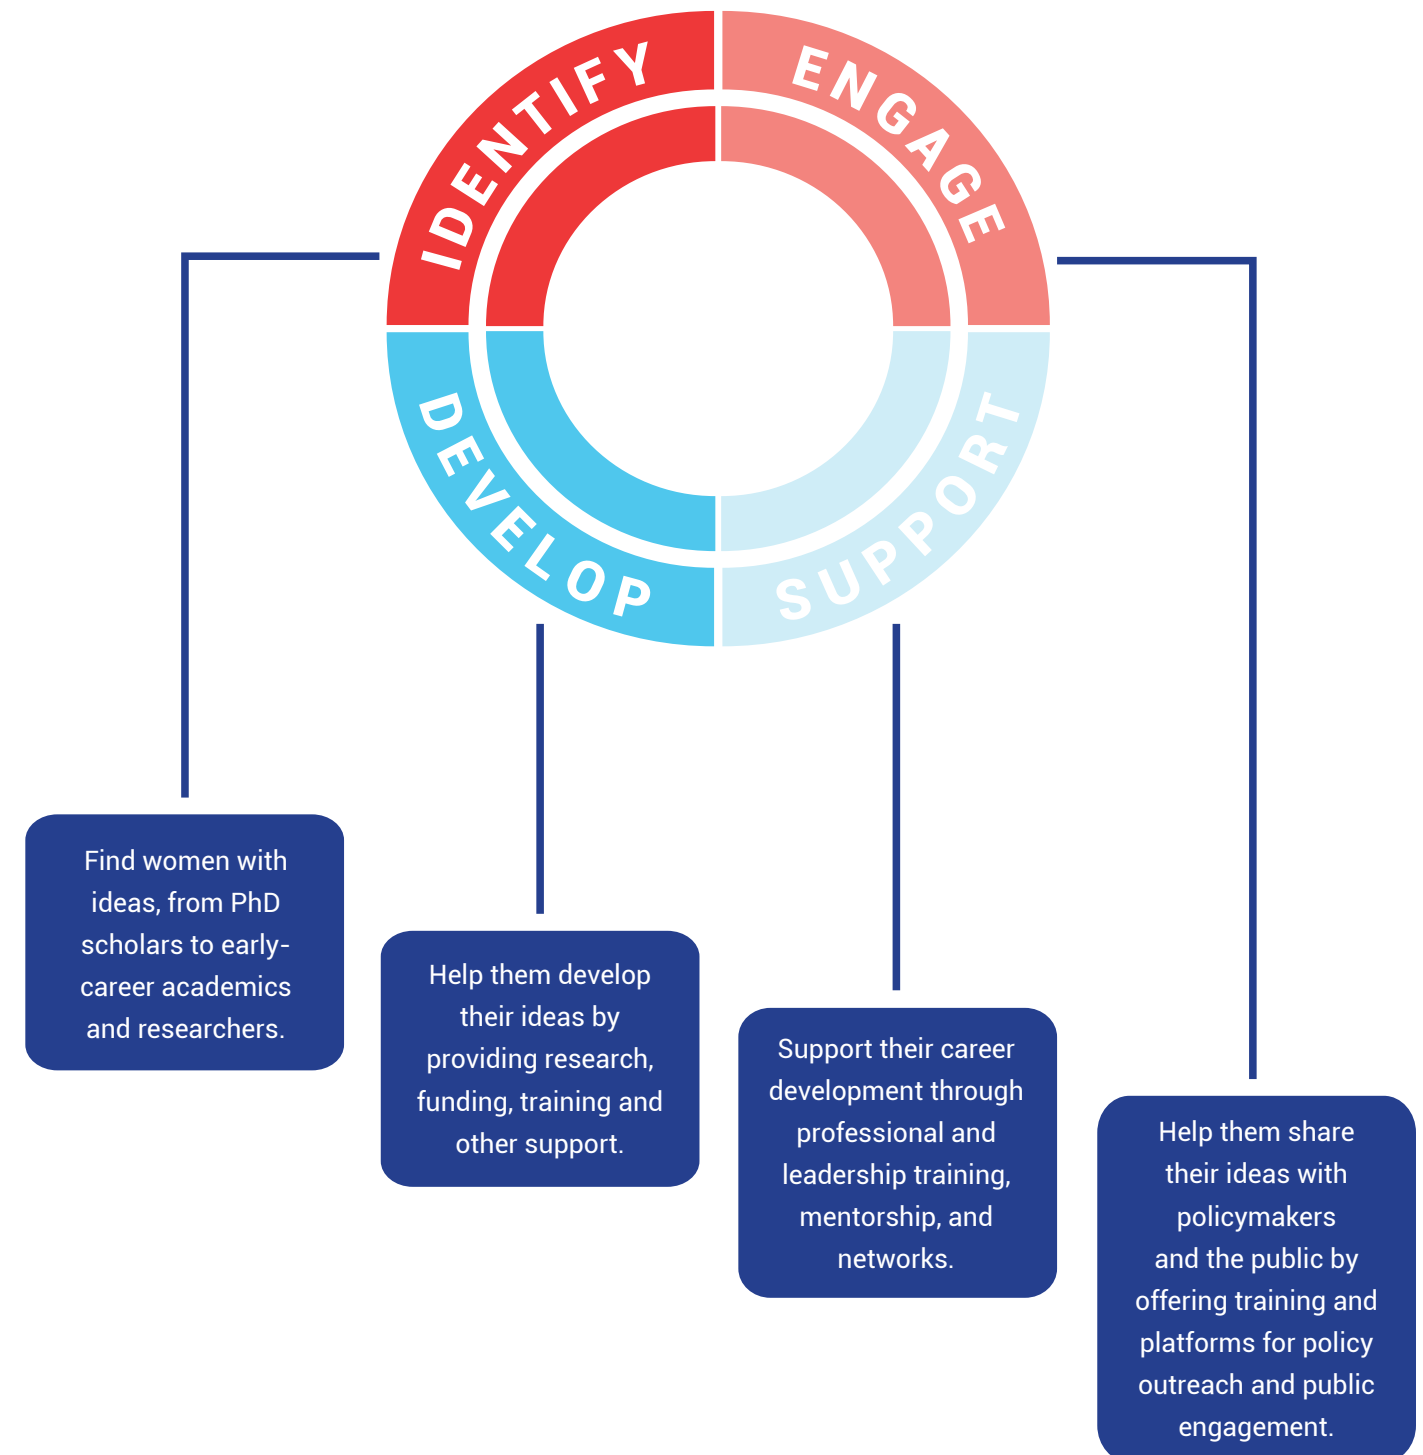 IDENTIFY
ENGAGE
DEVELOP
SUPPORT
Find women with
ideas, from PhD
scholars to early-
career academics
and researchers.
Help them develop
their ideas by
providing research,
funding, training and
other support.
Support their career
development through
professional and
leadership training,
mentorship, and
networks.
Help them share
their ideas with
policymakers
and the public by
offering training and
platforms for policy
outreach and public
engagement.